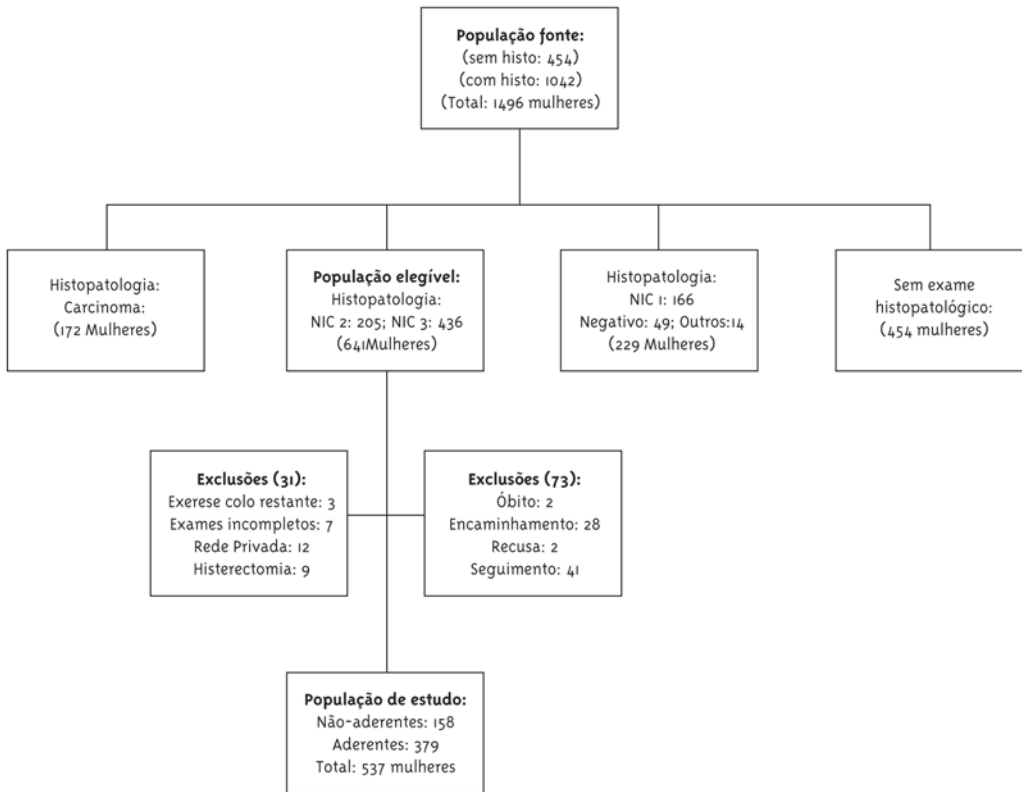 População fonte:
(sem histo: 454)
(com histo: 1042)
(Total: 1496 mulheres)
Histopatologia:
Carcinoma:
(172 Mulheres)
População elegível:
Histopatologia:
NIC 2: 205; NIC 3: 436
(641Mulheres)
Histopatologia:
NIC 1: 166
Negativo: 49; Outros:14
(229 Mulheres)
Sem exame
histopatológico:
(454 mulheres)
Exclusões (31):
Exerese colo restante: 3
Exames incompletos: 7
Rede Privada: 12
Histerectomia: 9
Exclusões (73):
Óbito: 2
Encaminhamento: 28
Recusa: 2
Seguimento: 41
População de estudo:
Não-aderentes: 158
Aderentes: 379
Total: 537 mulheres